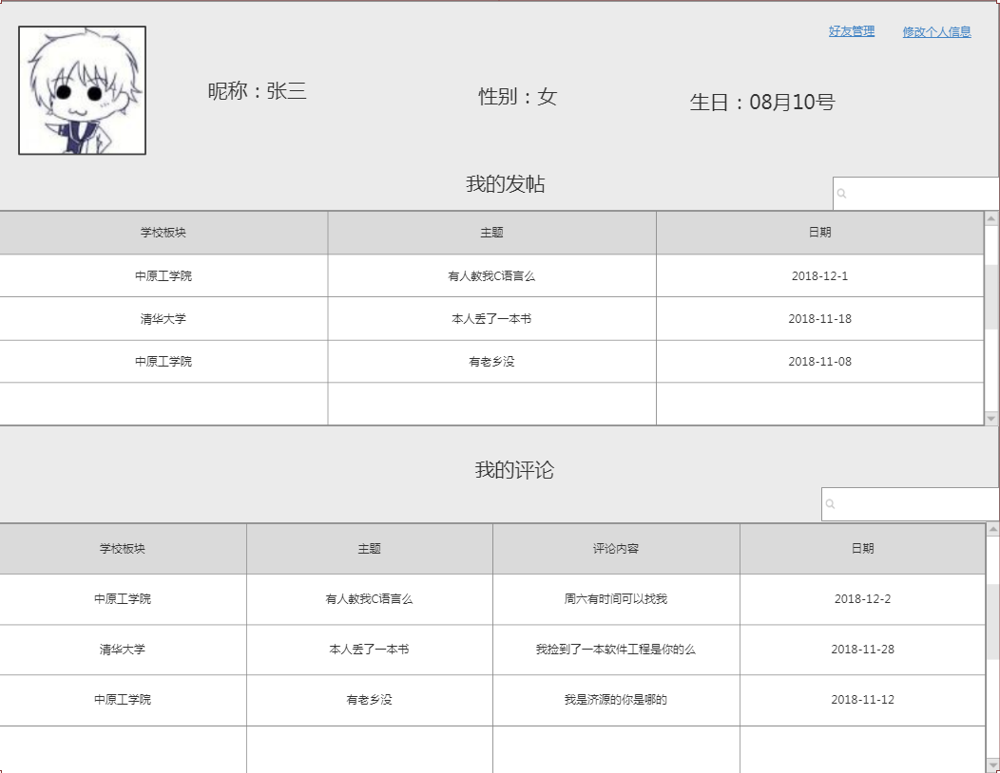 好友管理 修改个人信息
昵称：张三 性别：女 生日：08月10号
我的发帖
学校板块 主题 日期
中原工学院 有人教我C语言么 2018-12-1
清华大学 本人丢了一本书 2018-11-18
中原工学院 有老乡没 2018-11-08
我的评论
学校板块 主题 评论内容 日期
中原工学院 有人教我C语言么 周六有时间可以找我 2018-12-2
清华大学 本人丢了一本书 我捡到了一本软件工程是你的么 2018-11-28
中原工学院 有老乡没 我是济源的你是哪的 2018-11-12